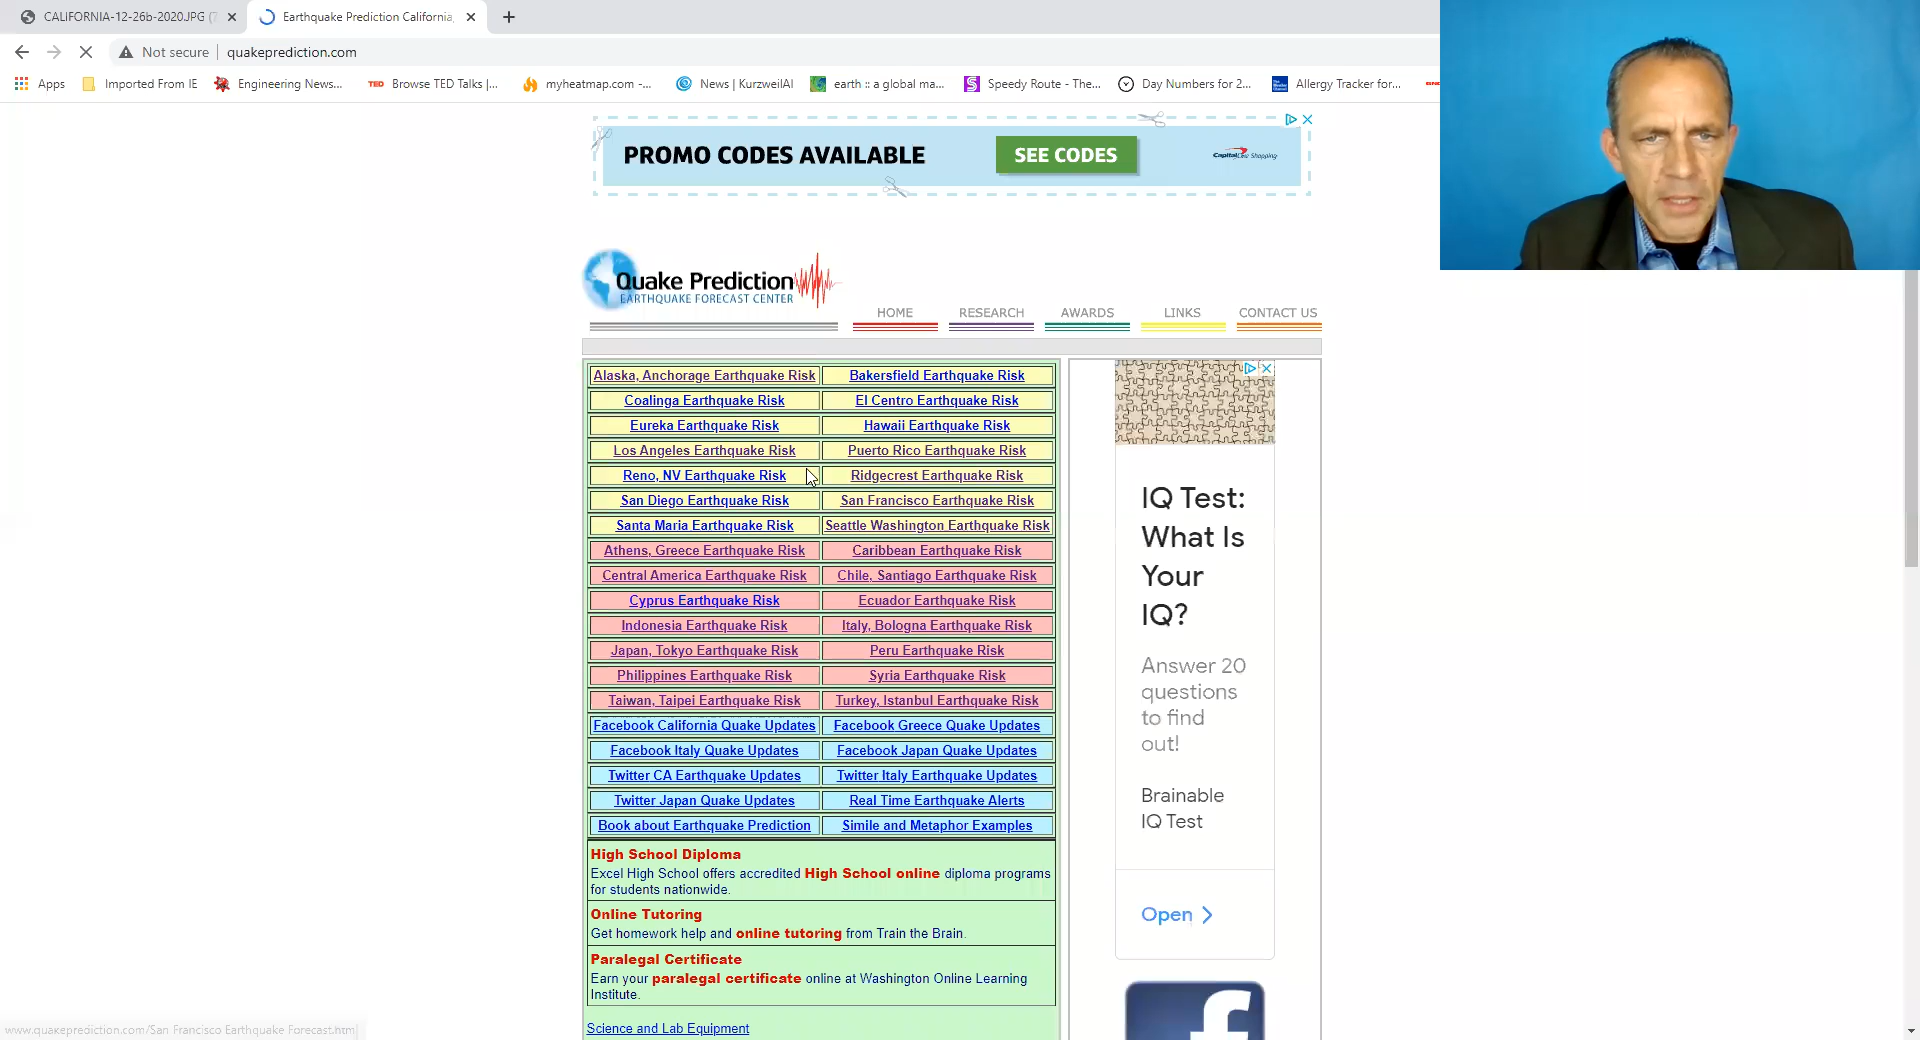 CALIFORNIA-12-26b-2020.JPG (7
Earthquake Prediction California,
Not secure
quakeprediction.com
Apps
Imported From IE
Engineering News...
TED
Browse TED Talks |...
myheatmap.com -...
News | KurzweilAI
earth :: a global ma...
Speedy Route - The...
Day Numbers for 2...
Allergy Tracker for...
PROMO CODES AVAILABLE
SEE CODES
Capital One Shopping
Quake Prediction
EARTHQUAKE FORECAST CENTER
HOME
RESEARCH
AWARDS
LINKS
CONTACT US
Alaska, Anchorage Earthquake Risk
Bakersfield Earthquake Risk
Coalinga Earthquake Risk
El Centro Earthquake Risk
Eureka Earthquake Risk
Hawaii Earthquake Risk
Los Angeles Earthquake Risk
Puerto Rico Earthquake Risk
Reno, NV Earthquake Risk
Ridgecrest Earthquake Risk
San Diego Earthquake Risk
San Francisco Earthquake Risk
Santa Maria Earthquake Risk
Seattle Washington Earthquake Risk
Athens, Greece Earthquake Risk
Caribbean Earthquake Risk
Central America Earthquake Risk
Chile, Santiago Earthquake Risk
Cyprus Earthquake Risk
Ecuador Earthquake Risk
Indonesia Earthquake Risk
Italy, Bologna Earthquake Risk
Japan, Tokyo Earthquake Risk
Peru Earthquake Risk
Philippines Earthquake Risk
Syria Earthquake Risk
Taiwan, Taipei Earthquake Risk
Turkey, Istanbul Earthquake Risk
Facebook California Quake Updates
Facebook Greece Quake Updates
Facebook Italy Quake Updates
Facebook Japan Quake Updates
Twitter CA Earthquake Updates
Twitter Italy Earthquake Updates
Twitter Japan Quake Updates
Real Time Earthquake Alerts
Book about Earthquake Prediction
Simile and Metaphor Examples
High School Diploma
Excel High School offers accredited High School online diploma programs
for students nationwide.
Online Tutoring
Get homework help and online tutoring from Train the Brain.
Paralegal Certificate
Earn your paralegal certificate online at Washington Online Learning
Institute.
Science and Lab Equipment
IQ Test:
What Is
Your
IQ?
Answer 20
questions
to find
out!
Brainable
IQ Test
Open
www.quakeprediction.com/San Francisco Earthquake Forecast.html